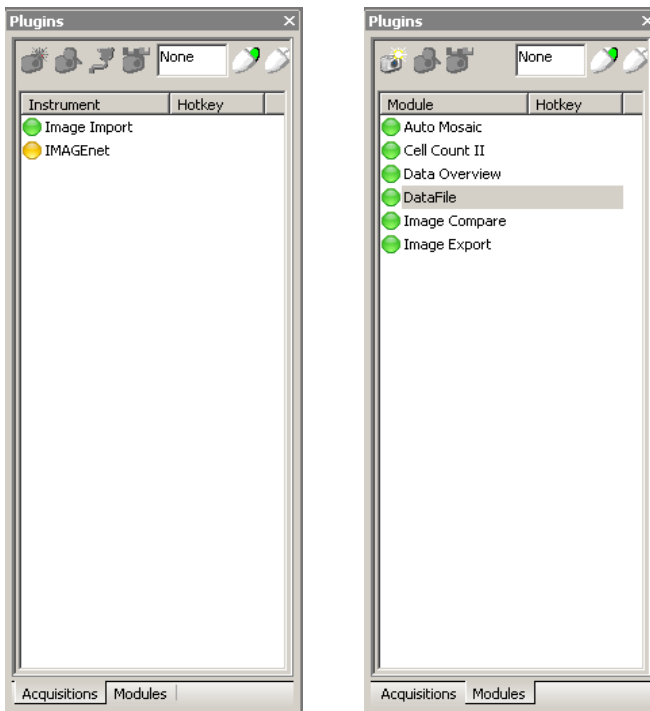 Plugins
None
Instrument Hotkey
Image Import
IMAGEnet
Acquisitions Modules
Plugins
None
Module Hotkey
Auto Mosaic
Cell Count II
Data Overview
DataFile
Image Compare
Image Export
Acquisitions Modules